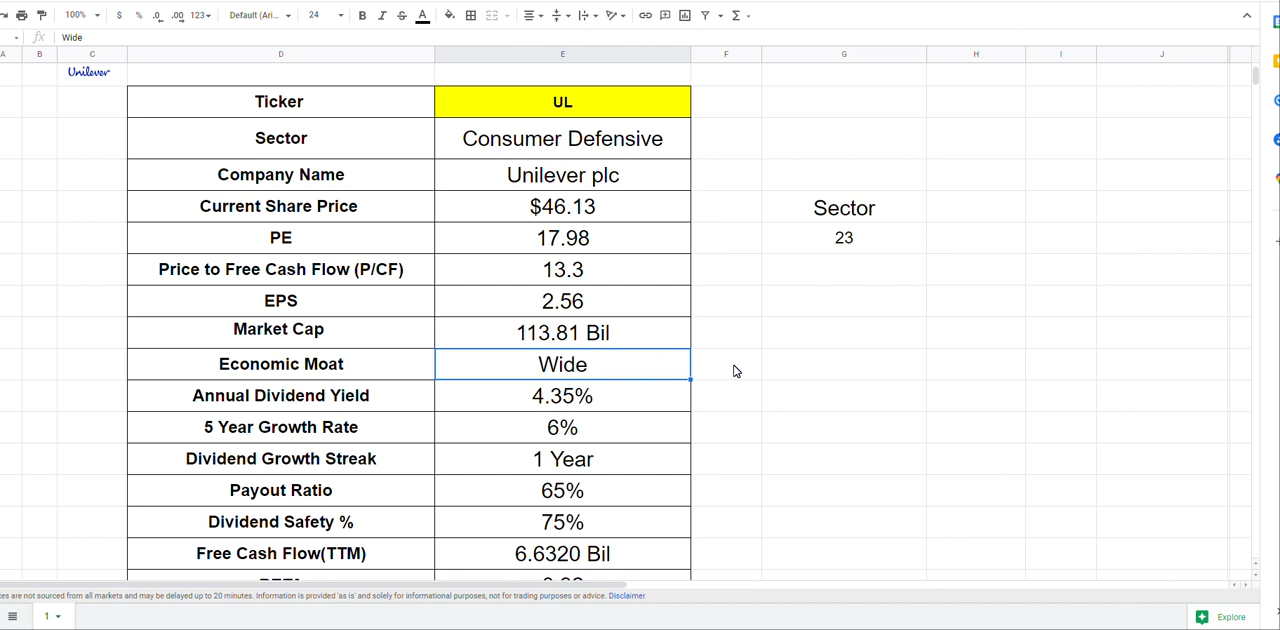 100% $ % .0 .00 123 Default (Ari... 24 B I S A Σ
fx Wide
A B C D E F G H I J
Unilever
Ticker UL
Sector Consumer Defensive
Company Name Unilever plc
Current Share Price $46.13 Sector
PE 17.98 23
Price to Free Cash Flow (P/CF) 13.3
EPS 2.56
Market Cap 113.81 Bil
Economic Moat Wide
Annual Dividend Yield 4.35%
5 Year Growth Rate 6%
Dividend Growth Streak 1 Year
Payout Ratio 65%
Dividend Safety % 75%
Free Cash Flow(TTM) 6.6320 Bil
es are not sourced from all markets and may be delayed up to 20 minutes. Information is provided 'as is' and solely for informational purposes, not for trading purposes or advice. Disclaimer
1 Explore